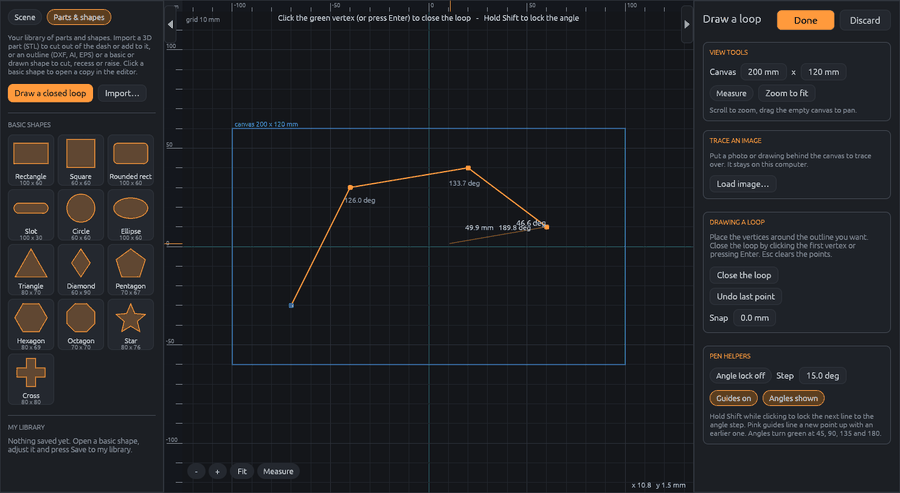 Scene
Parts & shapes
Your library of parts and shapes. Import a 3D
part (STL) to cut out of the dash or add to it,
or an outline (DXF, AI, EPS) or a basic or
drawn shape to cut, recess or raise. Click a
basic shape to open a copy in the editor.
Draw a closed loop
Import...
BASIC SHAPES
Rectangle
100 x 60
Square
60 x 60
Rounded rect
100 x 60
Slot
100 x 30
Circle
60 x 60
Ellipse
100 x 60
Triangle
80 x 70
Diamond
60 x 90
Pentagon
70 x 67
Hexagon
80 x 69
Octagon
70 x 70
Star
80 x 76
Cross
80 x 80
MY LIBRARY
Nothing saved yet. Open a basic shape,
adjust it and press Save to my library.
grid 10 mm
-100
-50
0
50
100
Click the green vertex (or press Enter) to close the loop - Hold Shift to lock the angle
100
50
0
-50
-100
canvas 200 x 120 mm
126.0 deg
133.7 deg
46.6 deg
49.9 mm 189.8 deg
-
+
Fit
Measure
x 10.8 y 1.5 mm
Draw a loop
Done
Discard
VIEW TOOLS
Canvas 200 mm x 120 mm
Measure
Zoom to fit
Scroll to zoom, drag the empty canvas to pan.
TRACE AN IMAGE
Put a photo or drawing behind the canvas to trace
over. It stays on this computer.
Load image...
DRAWING A LOOP
Place the vertices around the outline you want.
Close the loop by clicking the first vertex or
pressing Enter. Esc clears the points.
Close the loop
Undo last point
Snap 0.0 mm
PEN HELPERS
Angle lock off Step 15.0 deg
Guides on
Angles shown
Hold Shift while clicking to lock the next line to the
angle step. Pink guides line a new point up with an
earlier one. Angles turn green at 45, 90, 135 and 180.